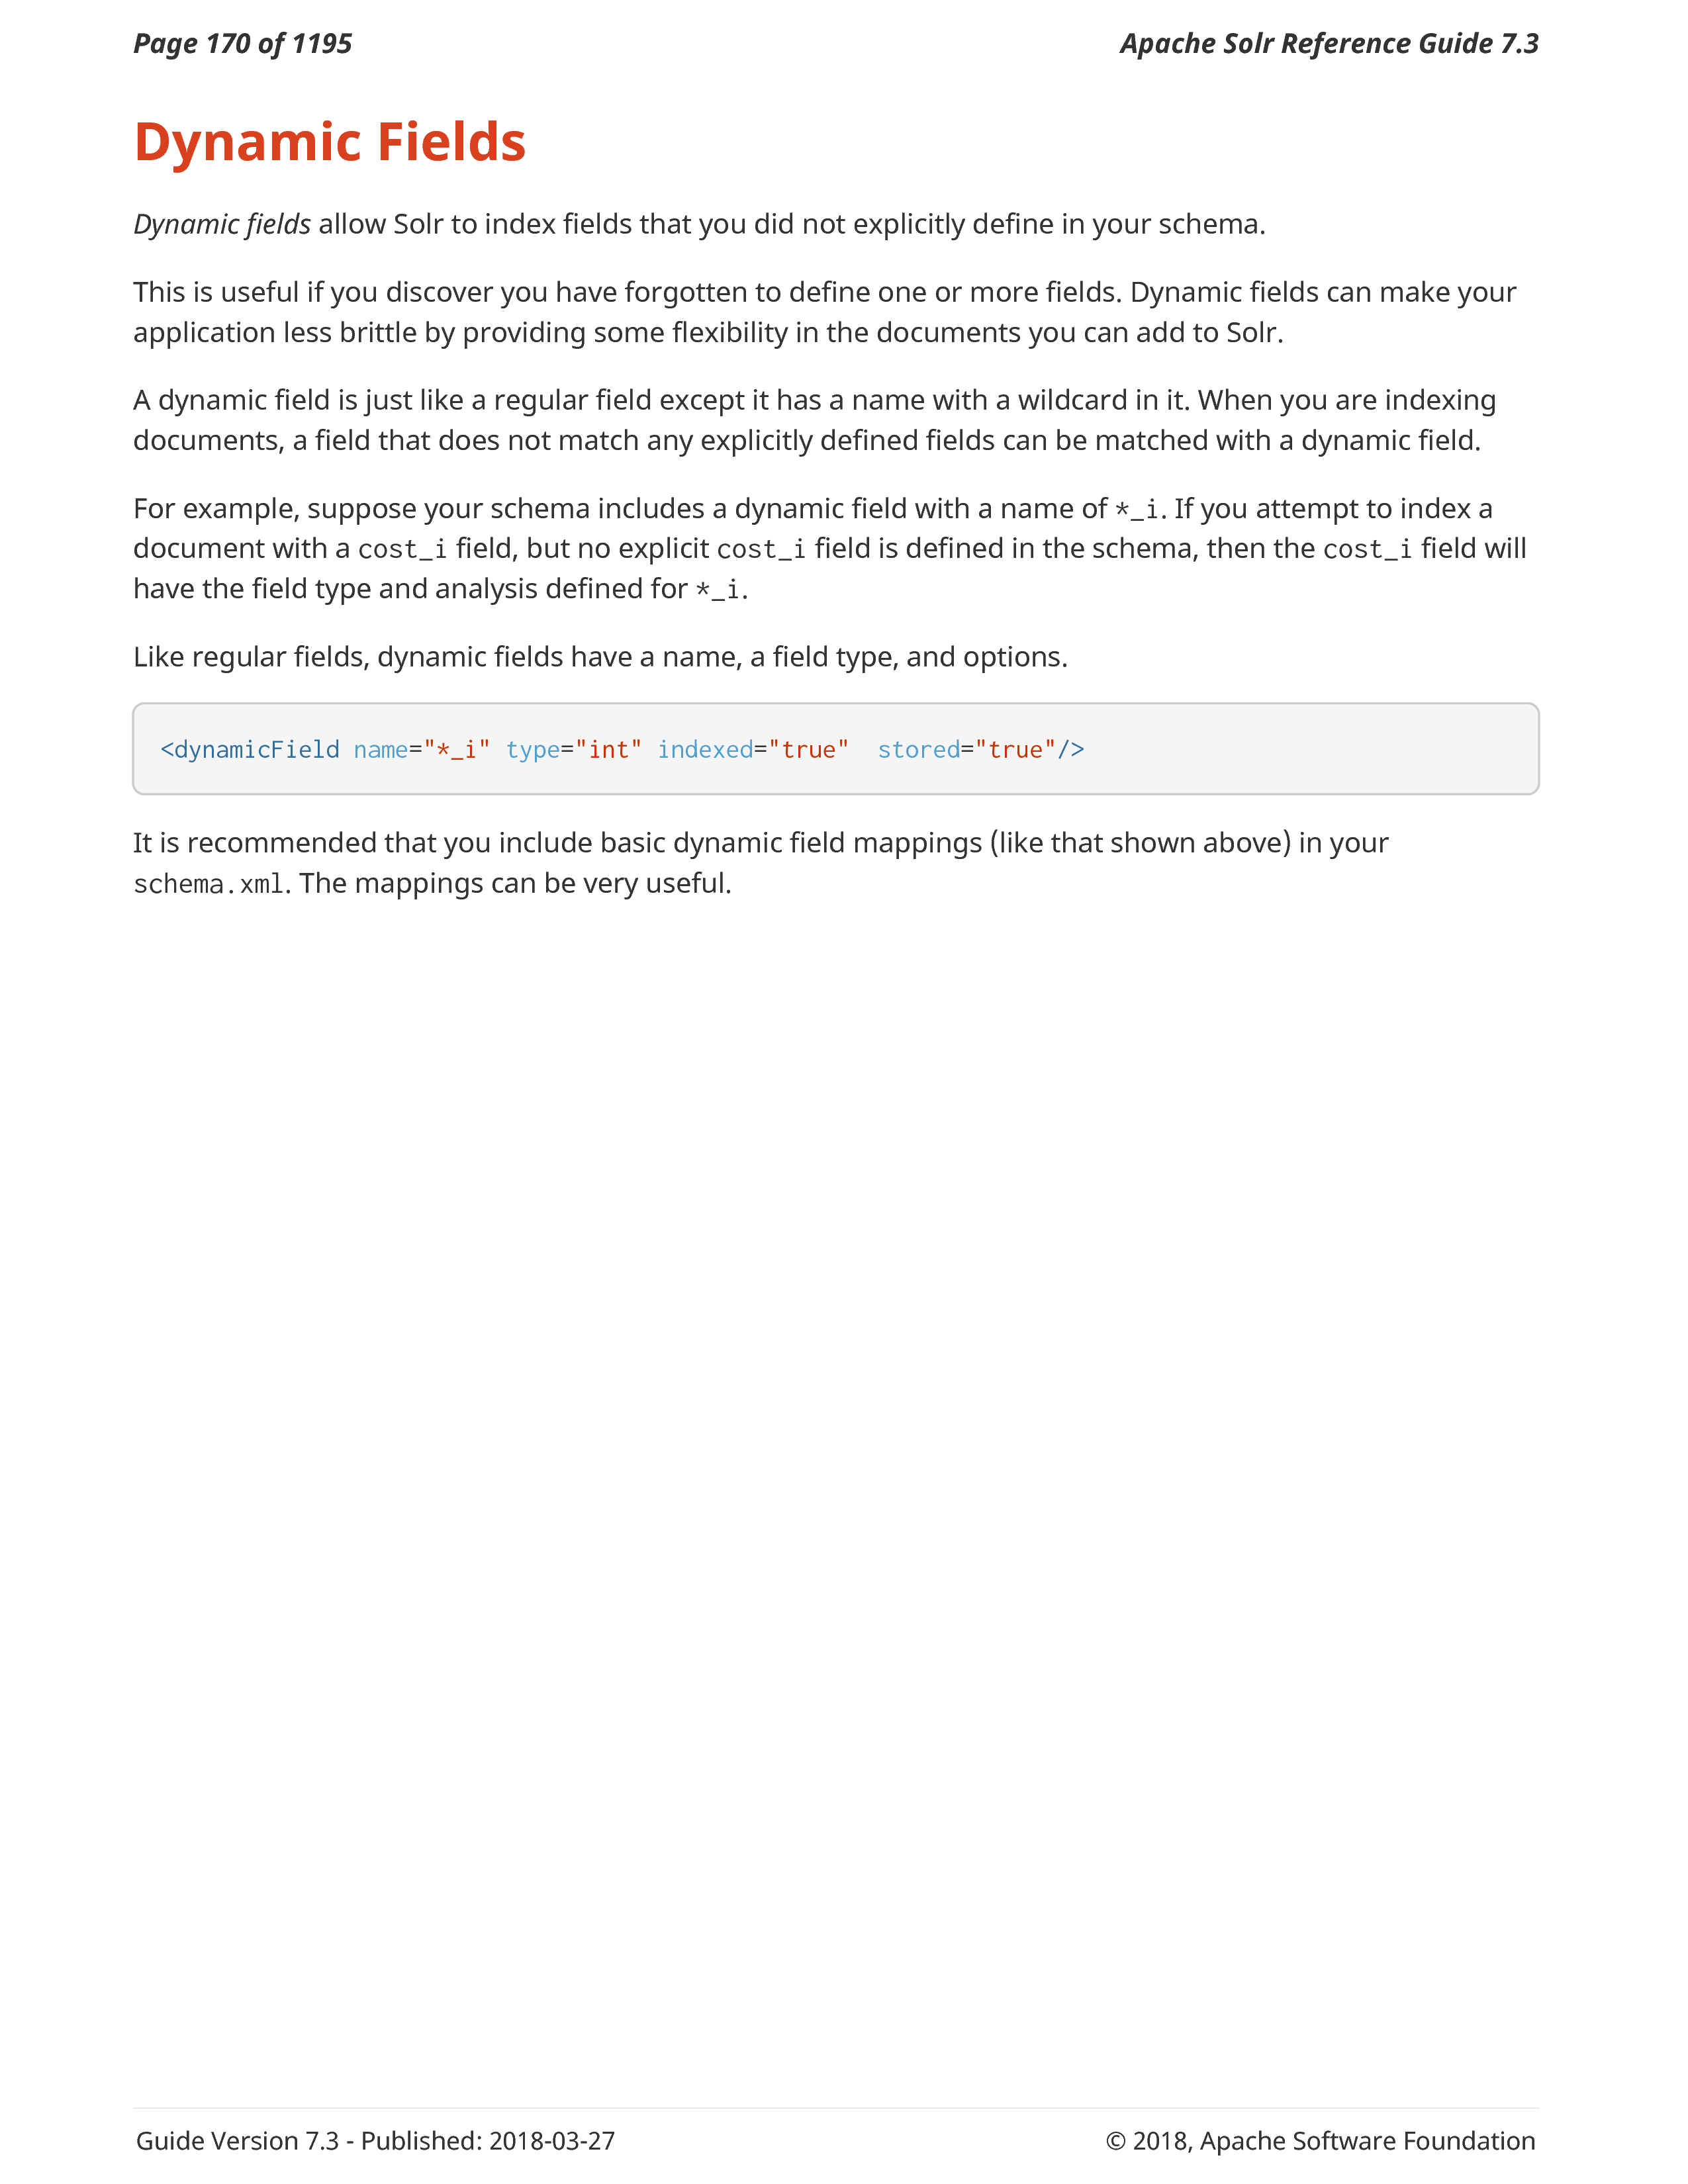 Page 170 of 1195
Apache Solr Reference Guide 7.3
Dynamic Fields
Dynamic fields allow Solr to index fields that you did not explicitly define in your schema.
This is useful if you discover you have forgotten to define one or more fields. Dynamic fields can make your
application less brittle by providing some flexibility in the documents you can add to Solr.
A dynamic field is just like a regular field except it has a name with a wildcard in it. When you are indexing
documents, a field that does not match any explicitly defined fields can be matched with a dynamic field.
For example, suppose your schema includes a dynamic field with a name of *_i. If you attempt to index a
document with a cost_i field, but no explicit cost_i field is defined in the schema, then the cost_i field will
have the field type and analysis defined for *_i.
Like regular fields, dynamic fields have a name, a field type, and options.
<dynamicField name="*_i" type="int" indexed="true"  stored="true"/>
It is recommended that you include basic dynamic field mappings (like that shown above) in your
schema.xml. The mappings can be very useful.
Guide Version 7.3 - Published: 2018-03-27
© 2018, Apache Software Foundation